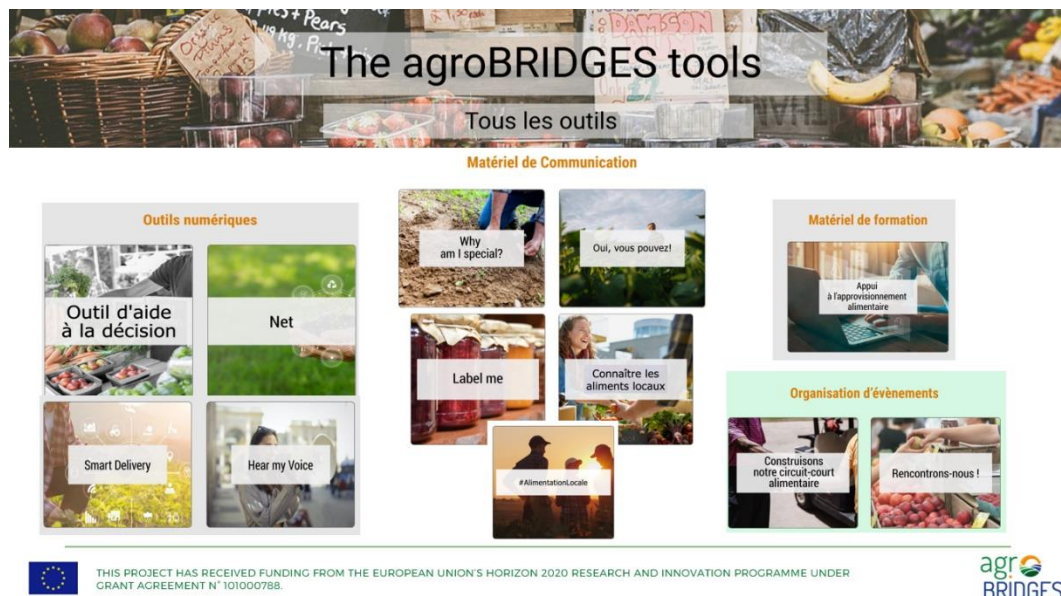 The agroBRIDGES tools
Tous les outils
Matériel de Communication
Outils numériques
Outil d'aide
à la décision
Net
Smart Delivery
Hear my Voice
Why
am I special?
Oui, vous pouvez!
Label me
Connaître les
aliments locaux
#AlimentationLocale
Matériel de formation
Appui
à l'approvisionnement
alimentaire
Organisation d'évènements
Construisons
notre circuit-court
alimentaire
Rencontrons-nous !
THIS PROJECT HAS RECEIVED FUNDING FROM THE EUROPEAN UNION'S HORIZON 2020 RESEARCH AND INNOVATION PROGRAMME UNDER
GRANT AGREEMENT N° 101000788.
agr
BRIDGES